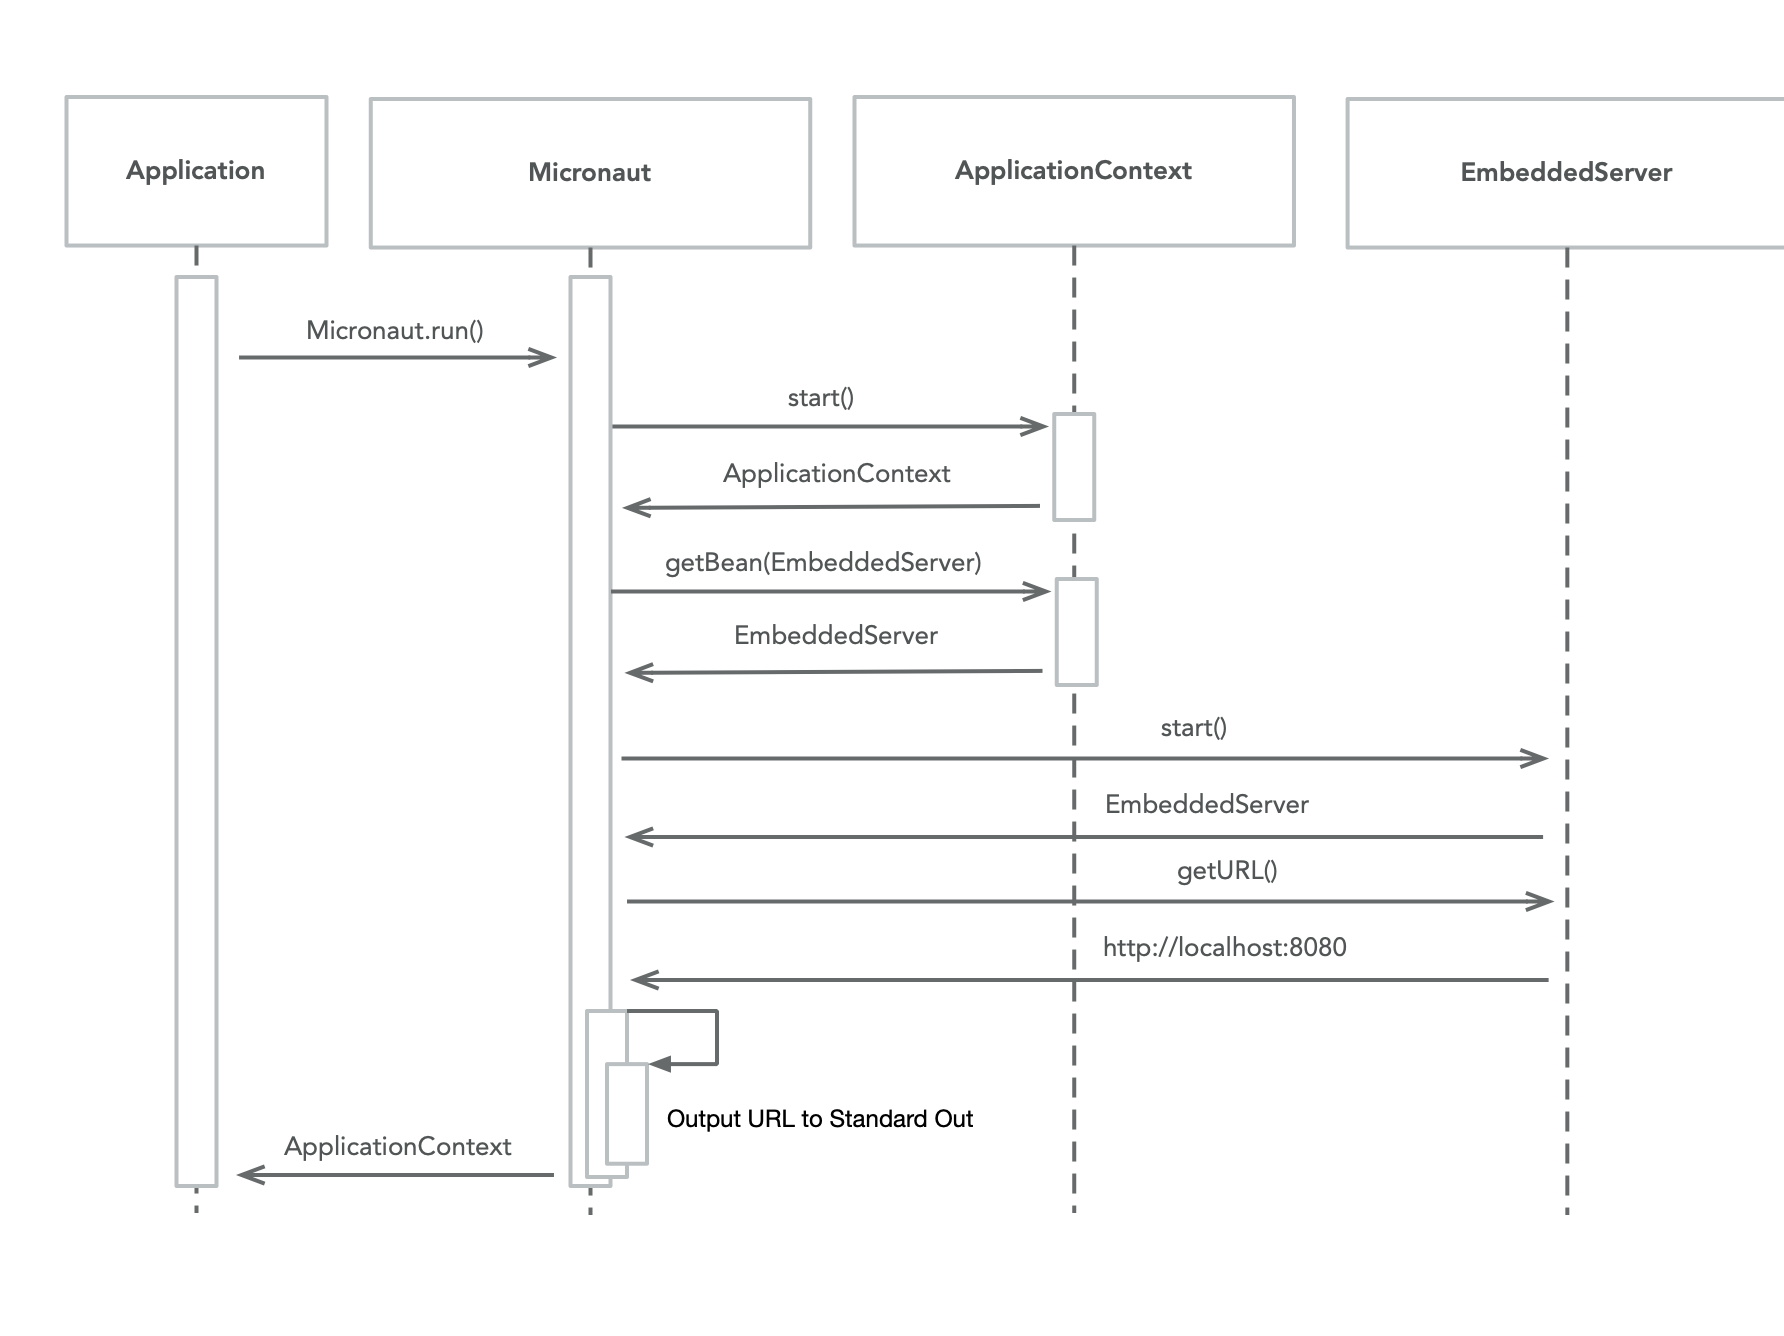 Application
Micronaut
ApplicationContext
EmbeddedServer
Micronaut.run()
start()
ApplicationContext
getBean(EmbeddedServer)
EmbeddedServer
start()
EmbeddedServer
getURL()
http://localhost:8080
Output URL to Standard Out
ApplicationContext